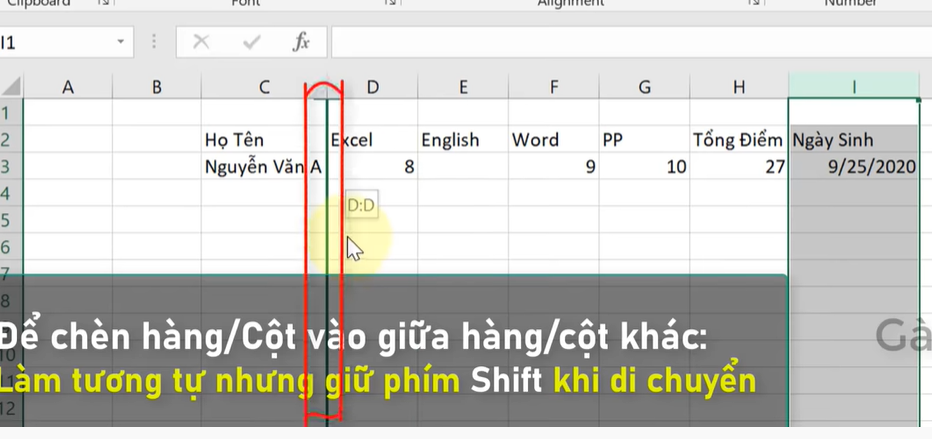 Clipboard Font Alignment Number
I1 fx
A B C D E F G H I
1
2 Họ Tên Excel English Word PP Tổng Điểm Ngày Sinh
3 Nguyễn Văn A 8 9 10 27 9/25/2020
4
D:D
5
6
7
8
Để chèn hàng/Cột vào giữa hàng/cột khác:
Gà
10
Làm tương tự nhưng giữ phím Shift khi di chuyển
11
12